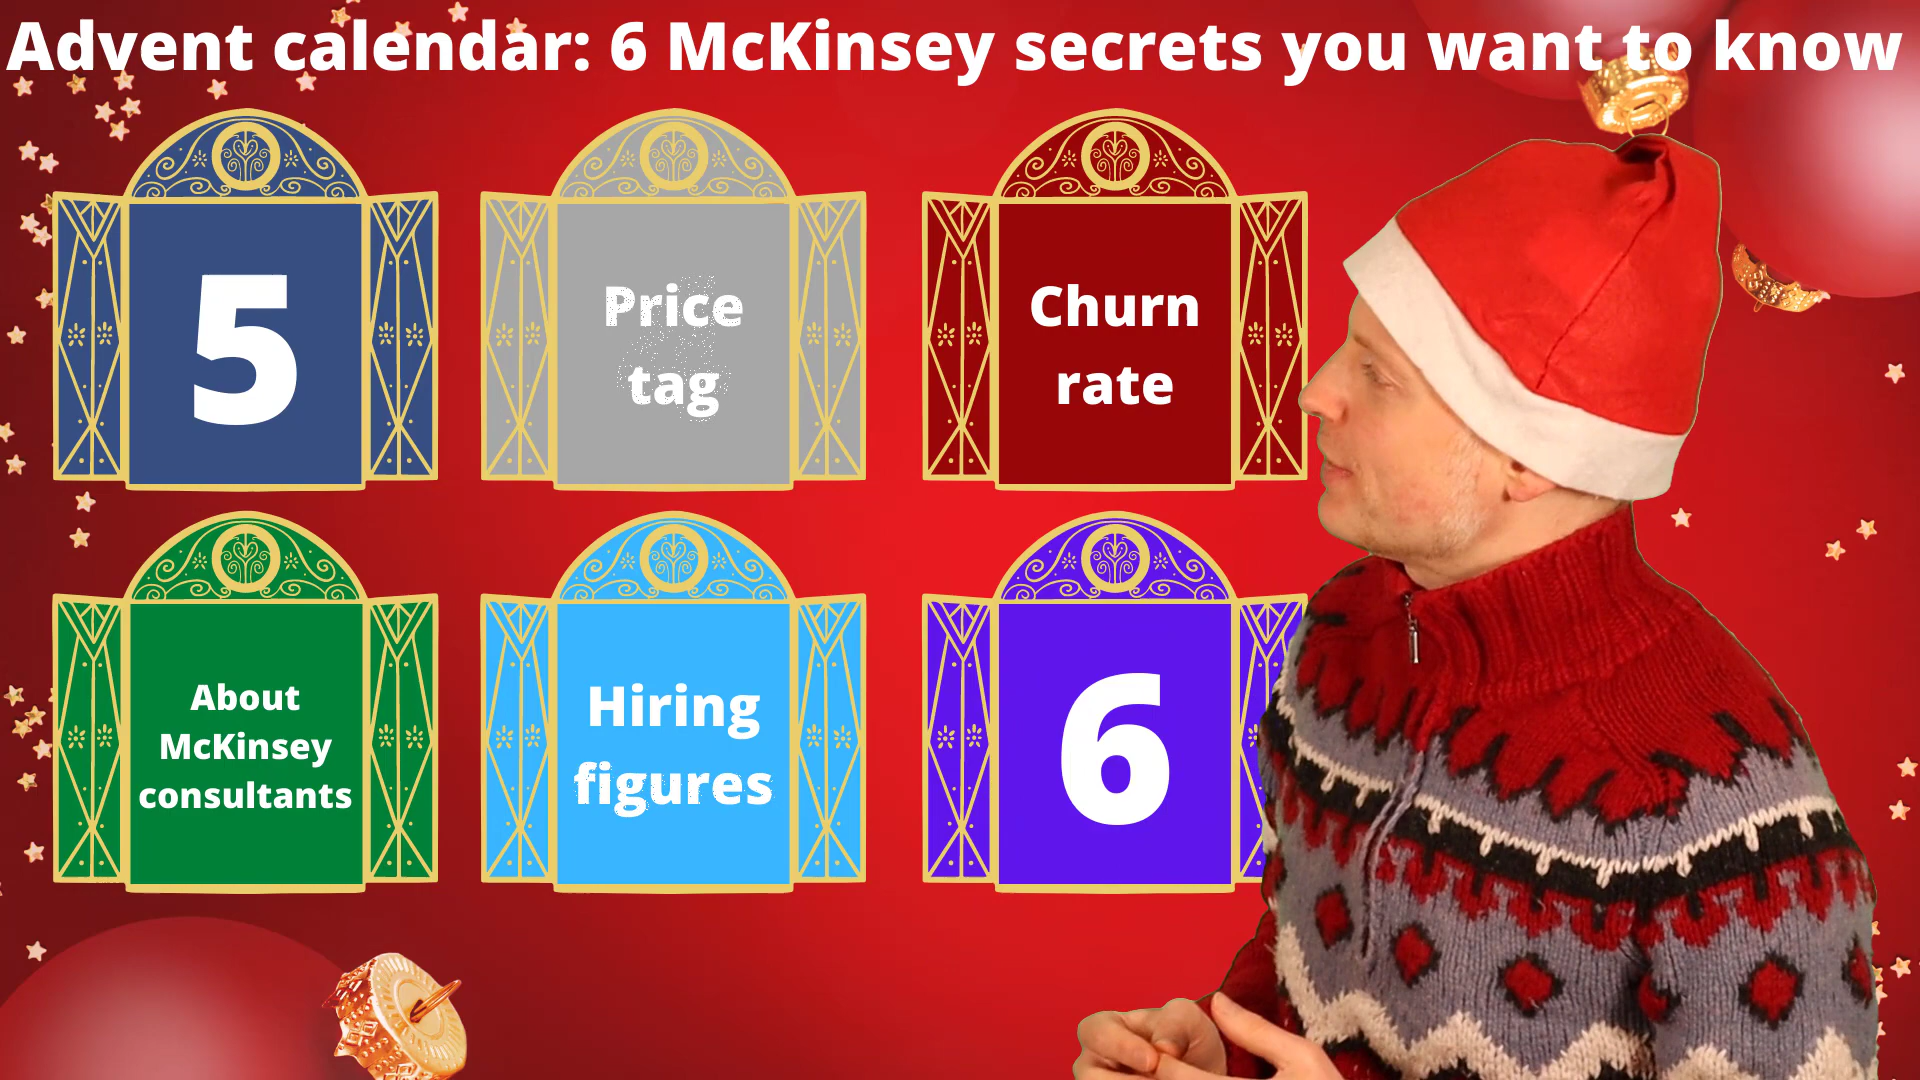 Advent calendar: 6 McKinsey secrets you want to know
5
Price
tag
Churn
rate
About
McKinsey
consultants
Hiring
figures
6